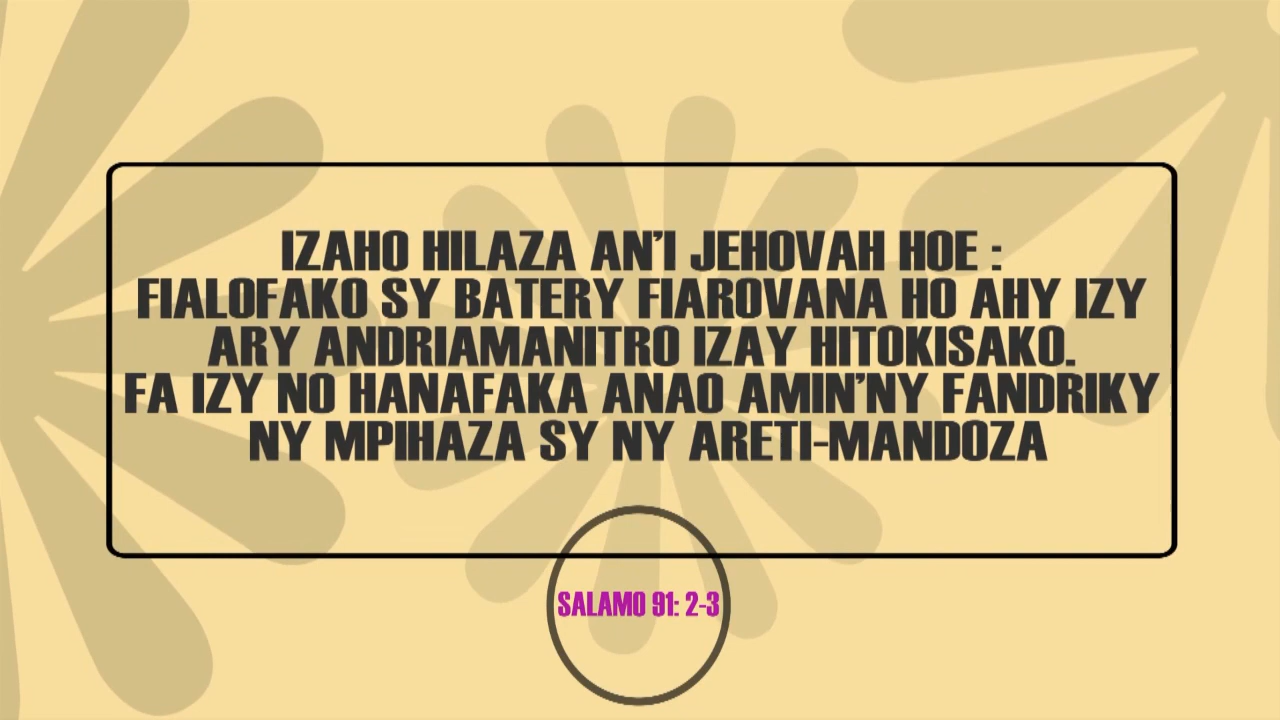 IZAHO HILAZA AN'I JEHOVAH HOE :
FIALOFAKO SY BATERY FIAROVANA HO AHY IZY
ARY ANDRIAMANITRO IZAY HITOKISAKO.
FA IZY NO HANAFAKA ANAO AMIN'NY FANDRIKY
NY MPIHAZA SY NY ARETI-MANDOZA
SALAMO 91: 2-3